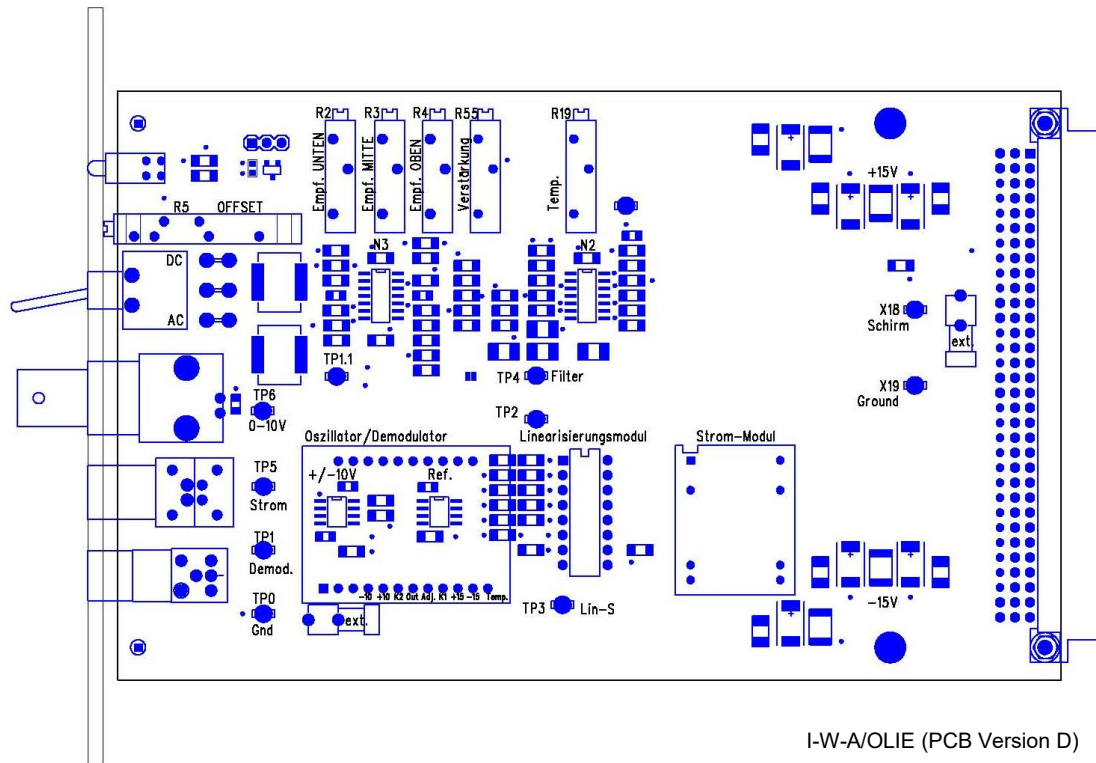 R2
R3
R4
R55
R19
Empf. UNTEN
Empf. MITTE
Empf. OBEN
Verstärkung
Temp.
+15V
R5 OFFSET
DC
AC
N3
N2
X18
Schirm
ext.
X19
Ground
TP1.1
TP4
Filter
TP6
0-10V
TP2
Oszillator/Demodulator
Linearisierungsmodul
Strom-Modul
+/-10V
Ref.
TP5
Strom
TP1
Demod.
-10 +10 K2 Out Adj. K1 +15 -15 Temp.
TP0
Gnd
ext.
TP3
Lin-S
-15V
I-W-A/OLIE (PCB Version D)